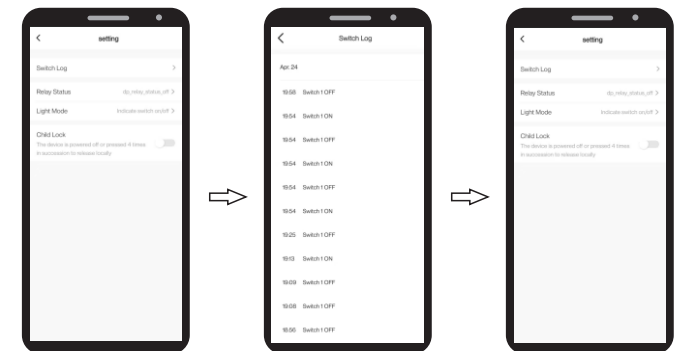 setting
Switch Log
Relay Status dp_relay_status_off
Light Mode Indicate switch on/off
Child Lock
The device is powered off or pressed 4 times
in succession to release locally
Switch Log
Apr. 24
19:58 Switch 1 OFF
19:54 Switch 1 ON
19:54 Switch 1 OFF
19:54 Switch 1 ON
19:54 Switch 1 OFF
19:54 Switch 1 ON
19:25 Switch 1 OFF
19:13 Switch 1 ON
19:09 Switch 1 OFF
19:08 Switch 1 OFF
Switch 1 OFF
setting
Switch Log
Relay Status dp_relay_status_off
Light Mode Indicate switch on/off
Child Lock
The device is powered off or pressed 4 times
in succession to release locally